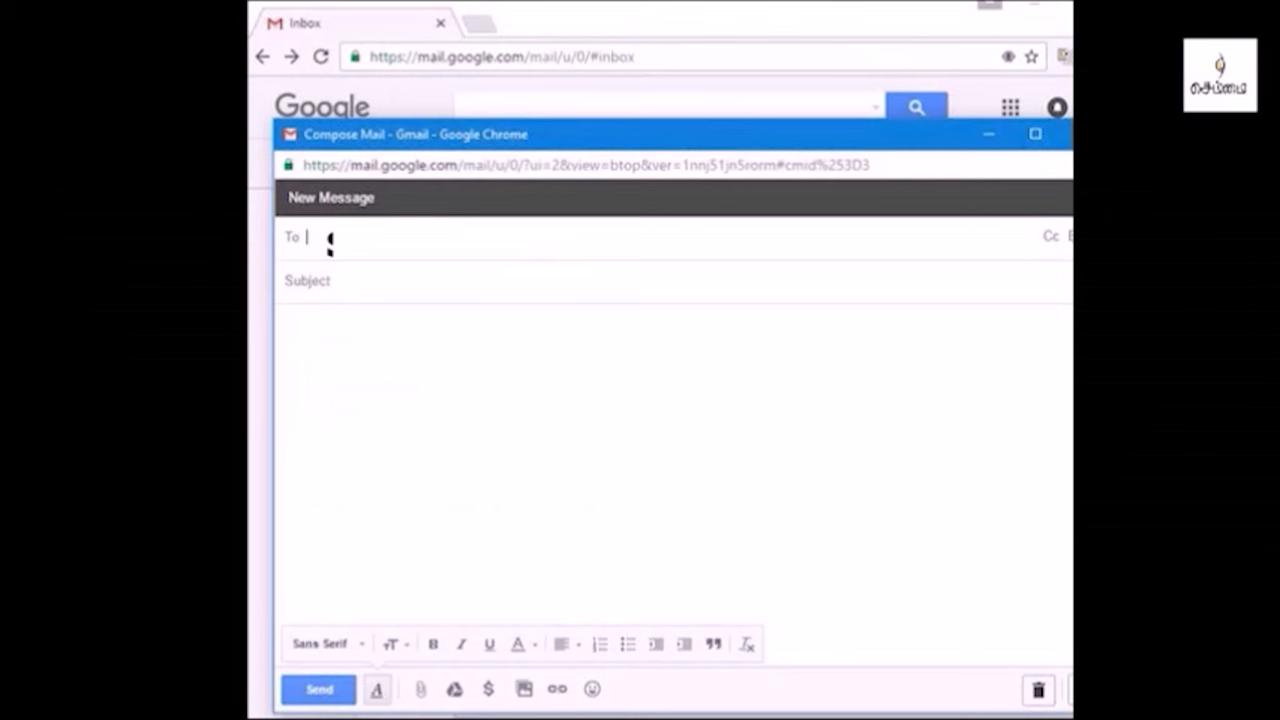 Inbox
https://mail.google.com/mail/u/0/#inbox
செம்மை
Google
Compose Mail - Gmail - Google Chrome
https://mail.google.com/mail/u/0/?ui=2&view=btop&ver=1nnj51jn5rorm#cmid%253D3
New Message
To
Cc
Subject
Sans Serif
Send